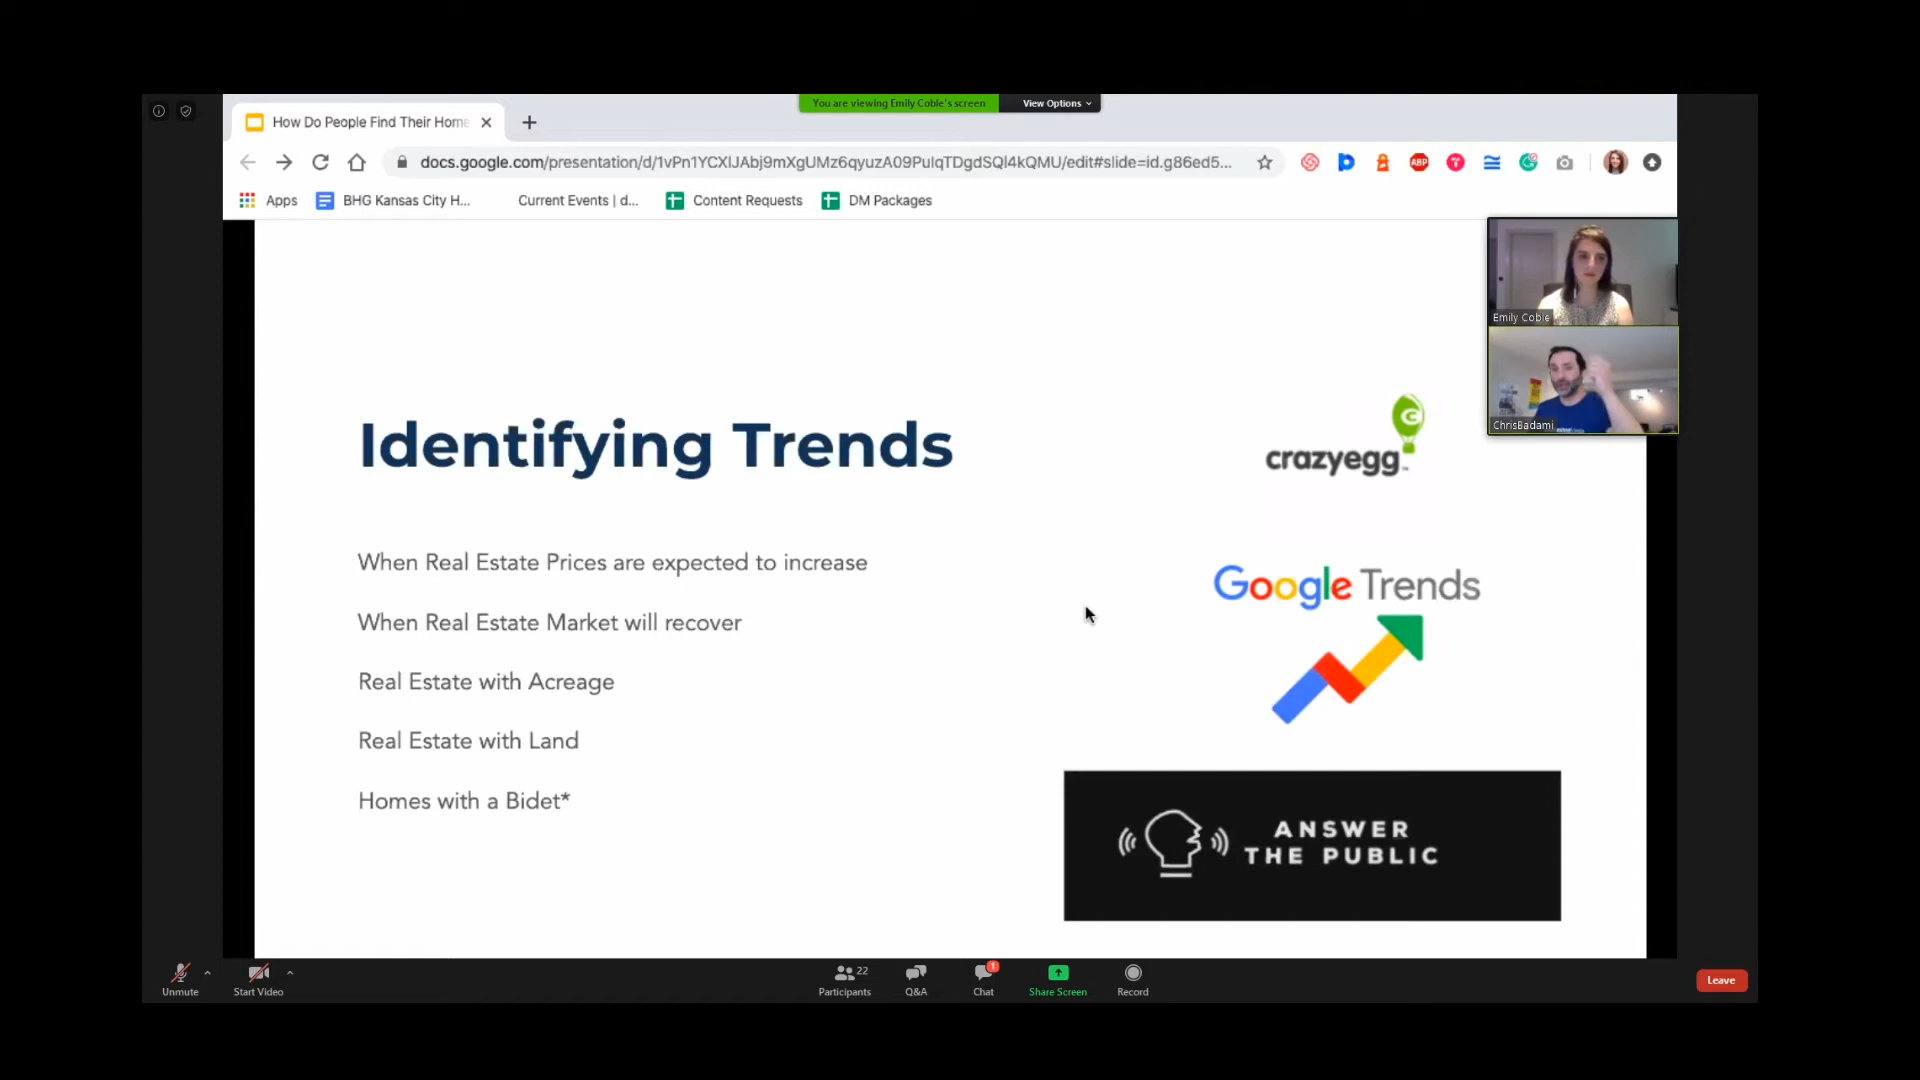 You are viewing Emily Coble's screen
View Options
How Do People Find Their Home
docs.google.com/presentation/d/1vPn1YCXIJAbj9mXgUMz6qyuzA09PuIqTDgdSQl4kQMU/edit#slide=id.g86ed5...
ABP
Apps
BHG Kansas City H...
Current Events | d...
Content Requests
DM Packages
Emily Coble
ChrisBadami
Identifying Trends
crazyegg™
When Real Estate Prices are expected to increase
Google Trends
When Real Estate Market will recover
Real Estate with Acreage
Real Estate with Land
Homes with a Bidet*
ANSWER
THE PUBLIC
22
1
Unmute
Start Video
Participants
Q&A
Chat
Share Screen
Record
Leave